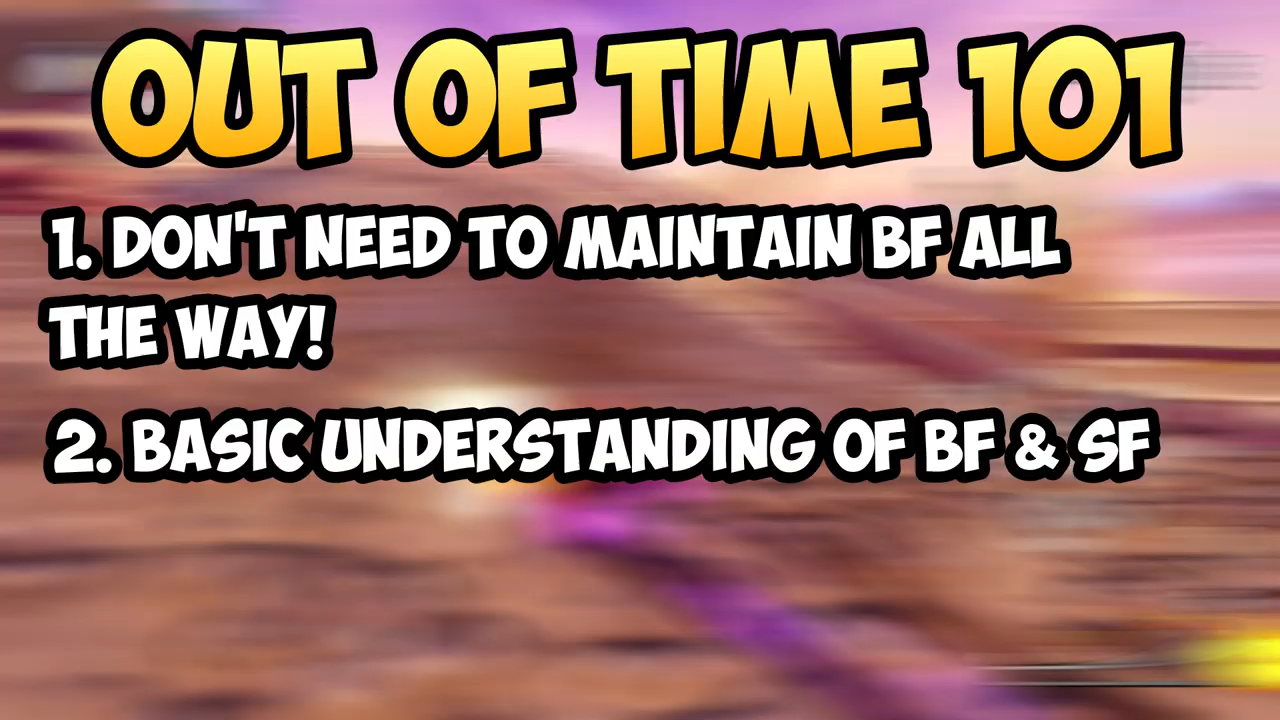 OUT OF TIME 101
1. DON'T NEED TO MAINTAIN BF ALL
THE WAY!
2. BASIC UNDERSTANDING OF BF & SF